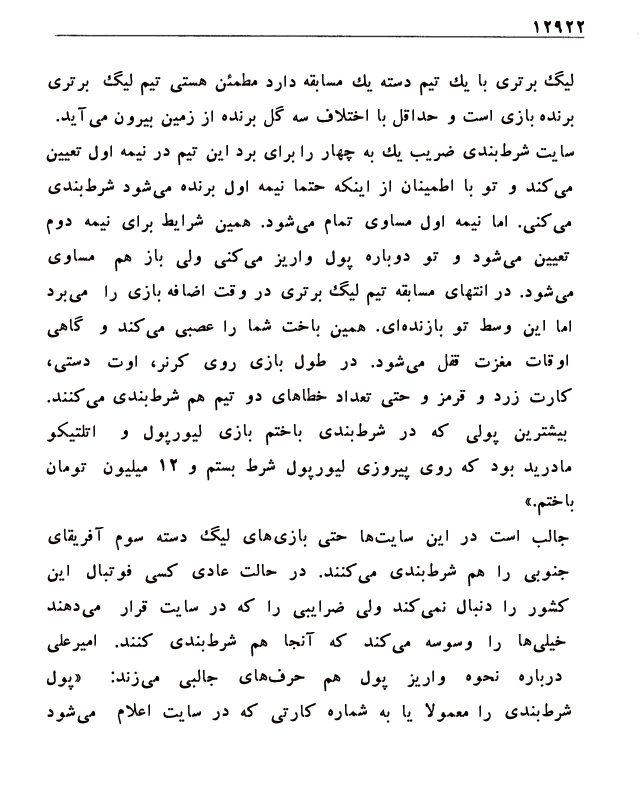 ۱۲۹۲۲
لیگ برتری با یك تیم دسته یك مسابقه دارد مطمئن هستی تیم لیگ برتری
برنده بازی است و حداقل با اختلاف سه گل برنده از زمین بیرون می‌آید.
سایت شرط‌بندی ضریب یك به چهار را برای برد این تیم در نیمه اول تعیین
می‌کند و تو با اطمینان از اینکه حتما نیمه اول برنده می‌شود شرط‌بندی
می‌کنی. اما نیمه اول مساوی تمام می‌شود. همین شرایط برای نیمه دوم
تعیین می‌شود و تو دوباره پول واریز می‌کنی ولی باز هم مساوی
می‌شود. در انتهای مسابقه تیم لیگ برتری در وقت اضافه بازی را می‌برد
اما این وسط تو بازنده‌ای. همین باخت شما را عصبی می‌کند و گاهی
اوقات مغزت قفل می‌شود. در طول بازی روی کرنر، اوت دستی،
کارت زرد و قرمز و حتی تعداد خطاهای دو تیم هم شرط‌بندی می‌کنند.
بیشترین پولی که در شرط‌بندی باختم بازی لیورپول و اتلتیکو
مادرید بود که روی پیروزی لیورپول شرط بستم و ۱۲ میلیون تومان
باختم.»
جالب است در این سایت‌ها حتی بازی‌های لیگ دسته سوم آفریقای
جنوبی را هم شرط‌بندی می‌کنند. در حالت عادی کسی فوتبال این
کشور را دنبال نمی‌کند ولی ضرایبی را که در سایت قرار می‌دهند
خیلی‌ها را وسوسه می‌کند که آنجا هم شرط‌بندی کنند. امیرعلی
درباره نحوه واریز پول هم حرف‌های جالبی می‌زند: «پول
شرط‌بندی را معمولا یا به شماره کارتی که در سایت اعلام می‌شود